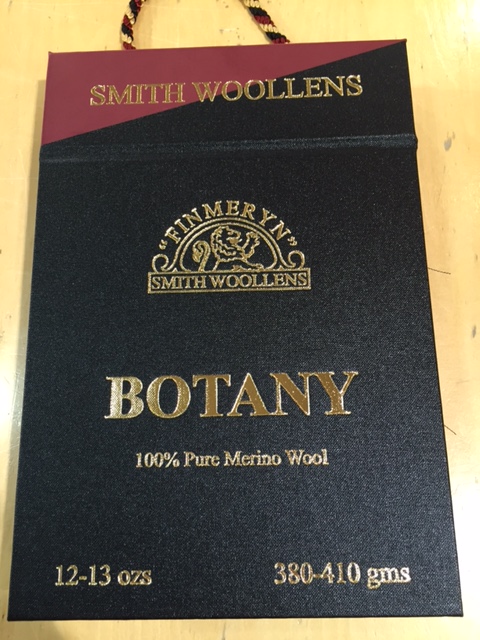 SMITH WOOLLENS
"FINMERYN"
SMITH WOOLLENS
BOTANY
100% Pure Merino Wool
12-13 ozs 380-410 gms